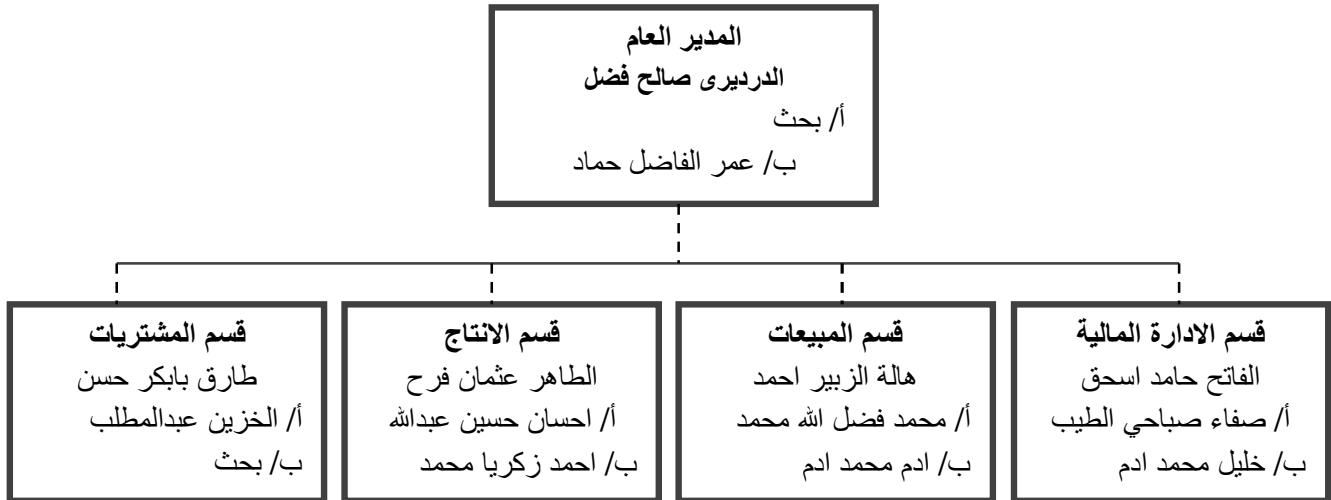 المدير العام
الدرديرى صالح فضل
أ/ بحث
ب/ عمر الفاضل حماد
قسم الادارة المالية
الفاتح حامد اسحق
أ/ صفاء صباحي الطيب
ب/ خليل محمد ادم
قسم المبيعات
هالة الزبير احمد
أ/ محمد فضل الله محمد
ب/ ادم محمد ادم
قسم الانتاج
الطاهر عثمان فرح
أ/ احسان حسين عبدالله
ب/ احمد زكريا محمد
قسم المشتريات
طارق بابكر حسن
أ/ الخزين عبدالمطلب
ب/ بحث